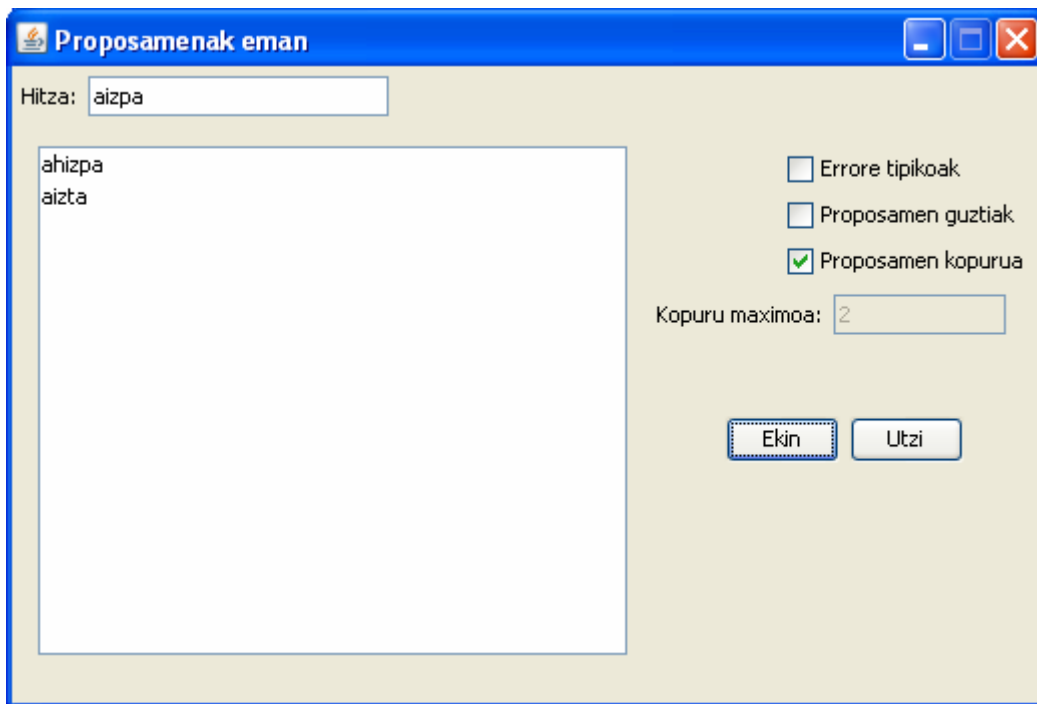 Proposamenak eman
Hitza: aizpa
ahizpa
aizta
Errore tipikoak
Proposamen guztiak
Proposamen kopurua
Kopuru maximoa: 2
Ekin Utzi